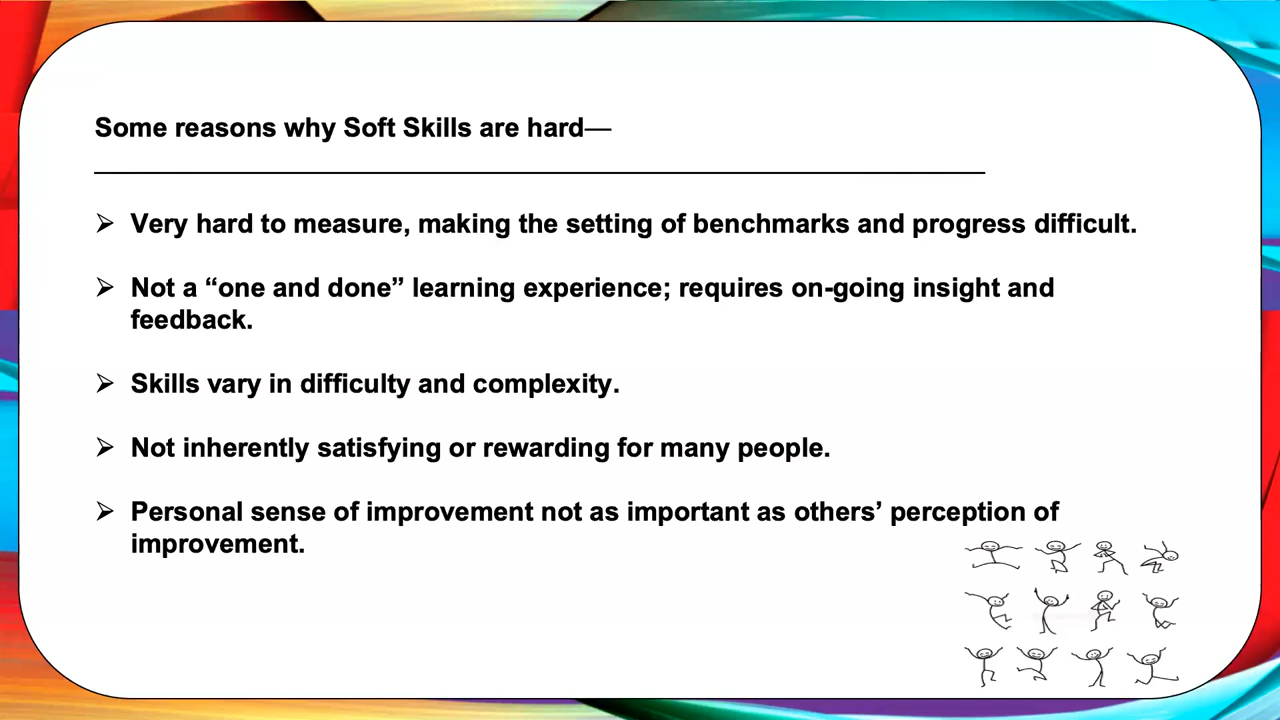 Some reasons why Soft Skills are hard—
➢ Very hard to measure, making the setting of benchmarks and progress difficult.
➢ Not a “one and done” learning experience; requires on-going insight and
feedback.
➢ Skills vary in difficulty and complexity.
➢ Not inherently satisfying or rewarding for many people.
➢ Personal sense of improvement not as important as others’ perception of
improvement.